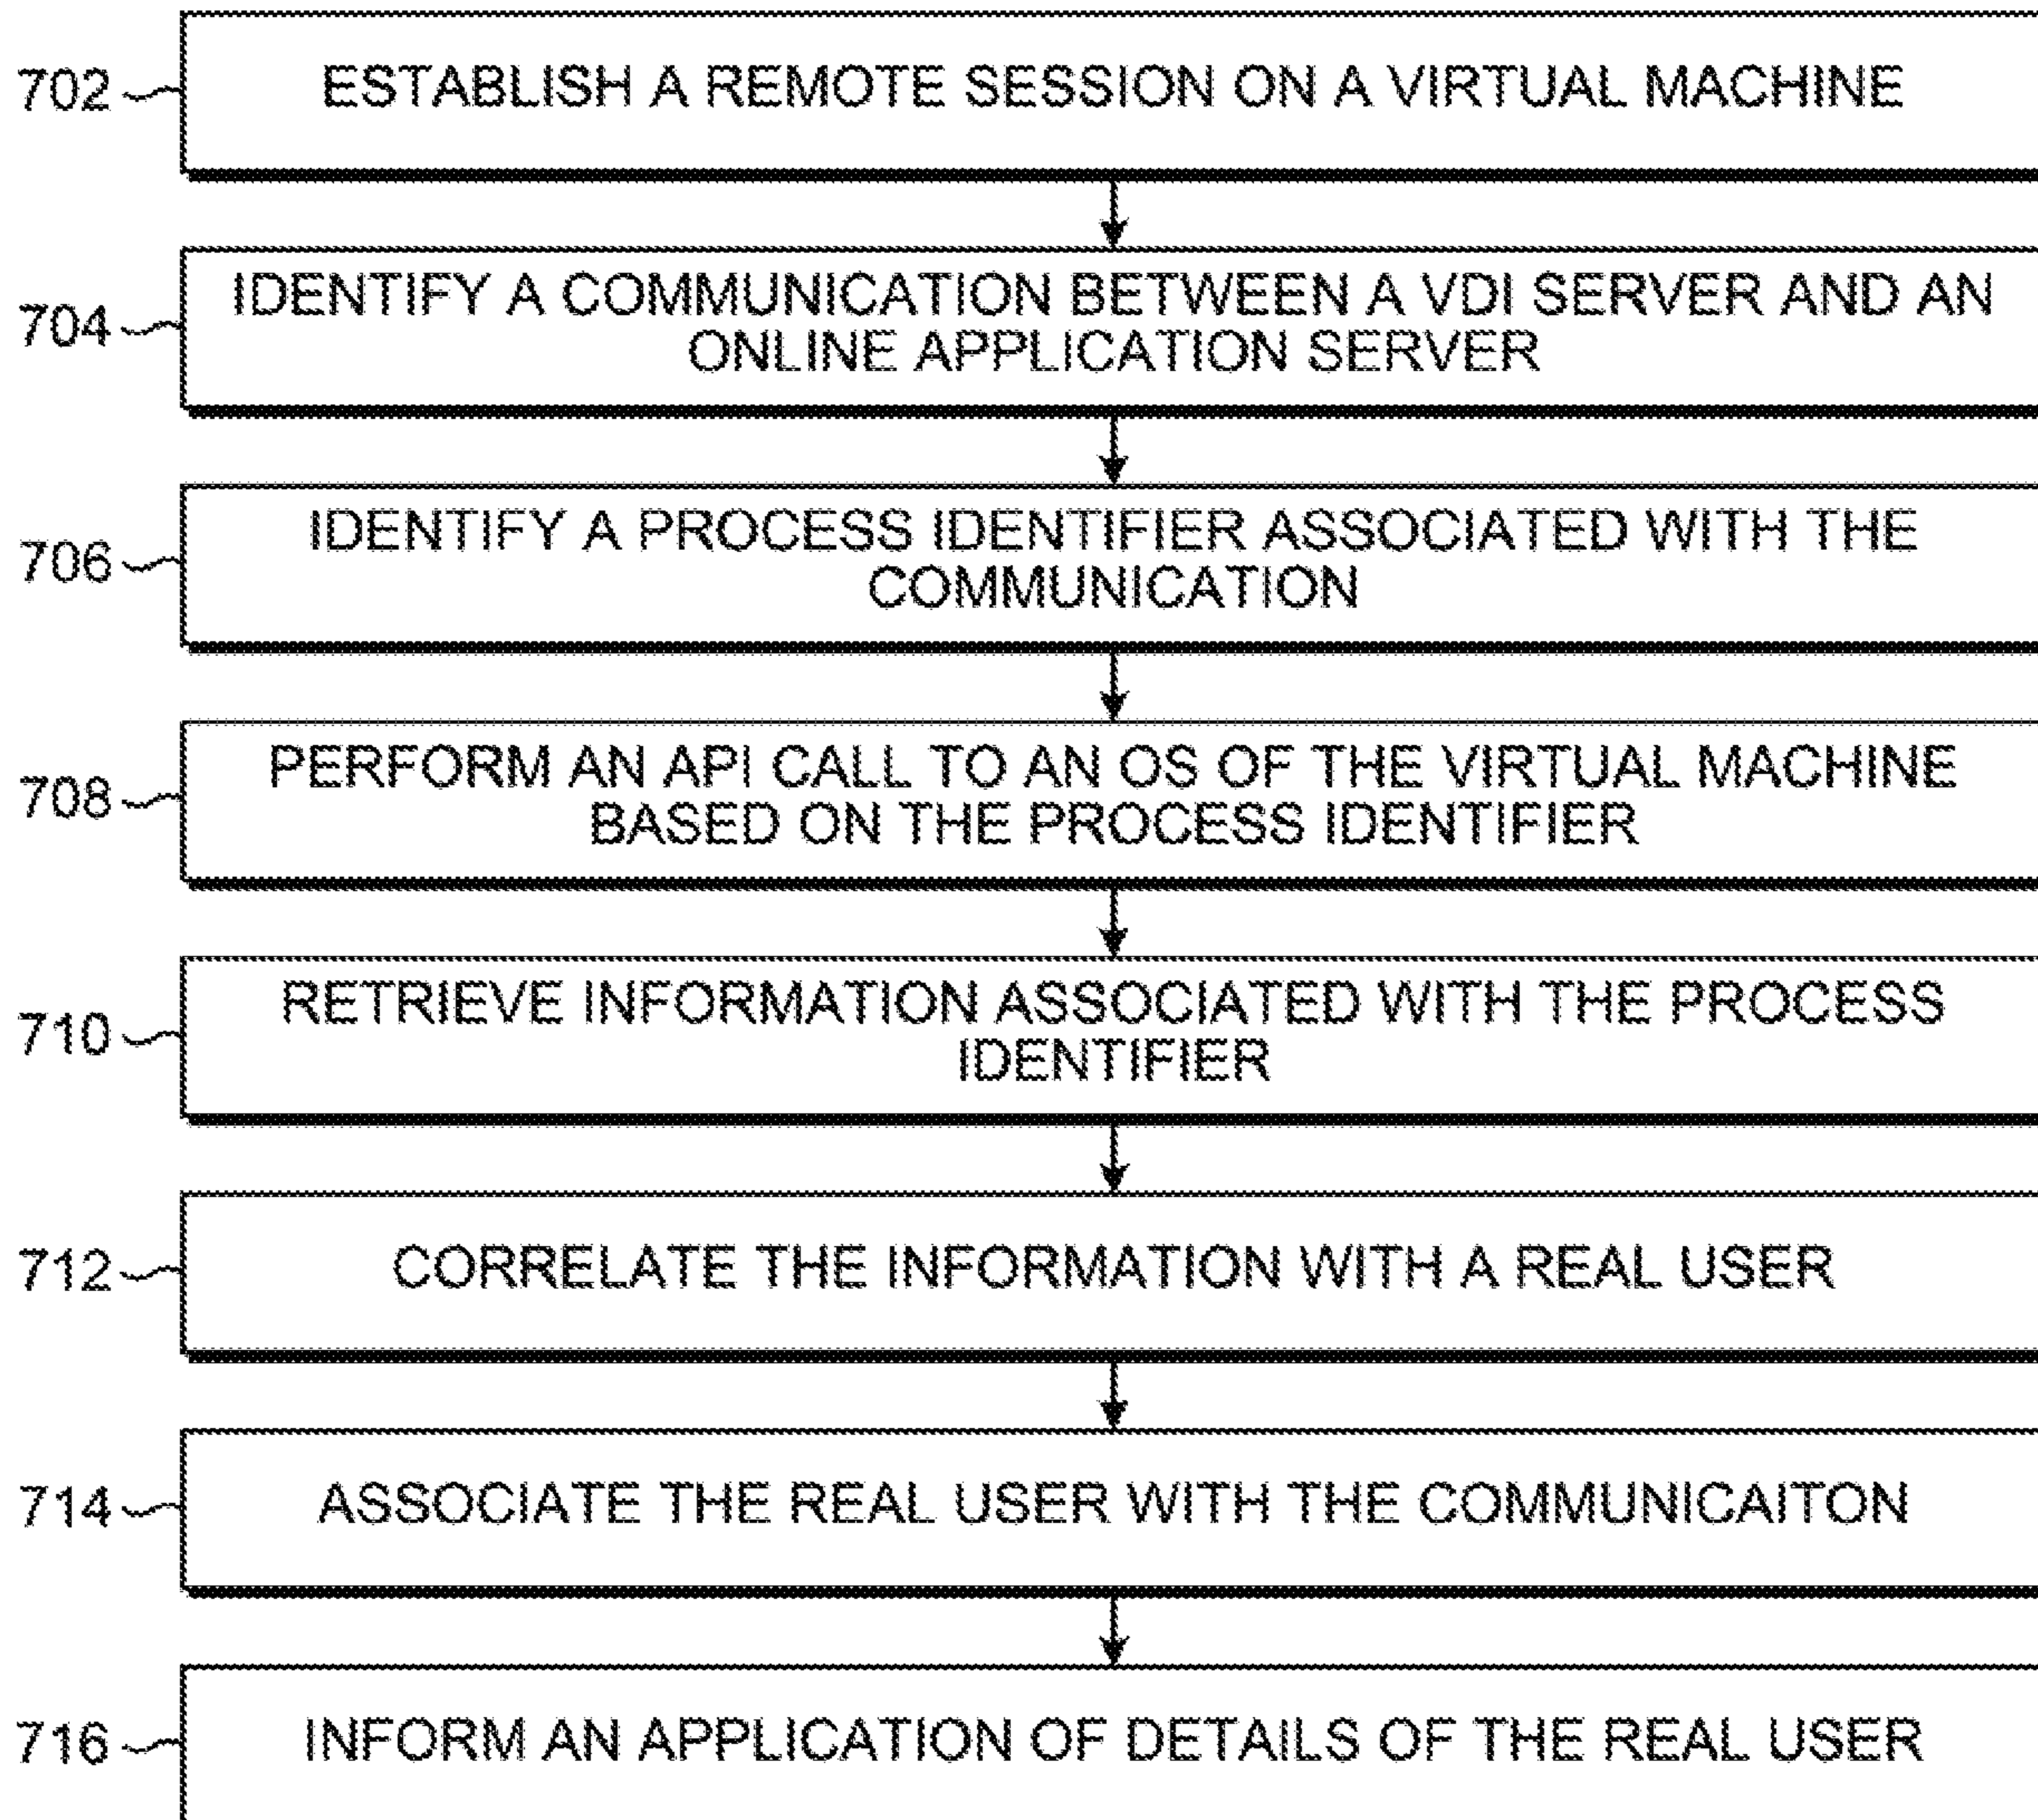 702
ESTABLISH A REMOTE SESSION ON A VIRTUAL MACHINE
704
IDENTIFY A COMMUNICATION BETWEEN A VDI SERVER AND AN
ONLINE APPLICATION SERVER
706
IDENTIFY A PROCESS IDENTIFIER ASSOCIATED WITH THE
COMMUNICATION
708
PERFORM AN API CALL TO AN OS OF THE VIRTUAL MACHINE
BASED ON THE PROCESS IDENTIFIER
710
RETRIEVE INFORMATION ASSOCIATED WITH THE PROCESS
IDENTIFIER
712
CORRELATE THE INFORMATION WITH A REAL USER
714
ASSOCIATE THE REAL USER WITH THE COMMUNICAITON
716
INFORM AN APPLICATION OF DETAILS OF THE REAL USER